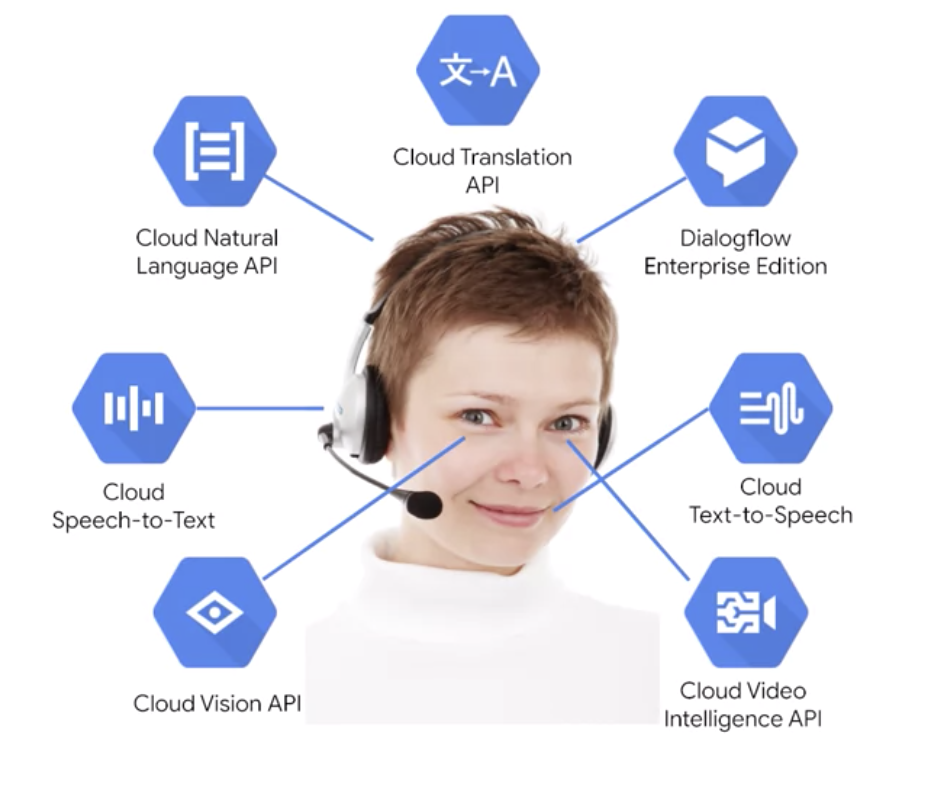 文→A
Cloud Translation
API
Cloud Natural
Language API
Dialogflow
Enterprise Edition
Cloud
Speech-to-Text
Cloud
Text-to-Speech
Cloud Vision API
Cloud Video
Intelligence API